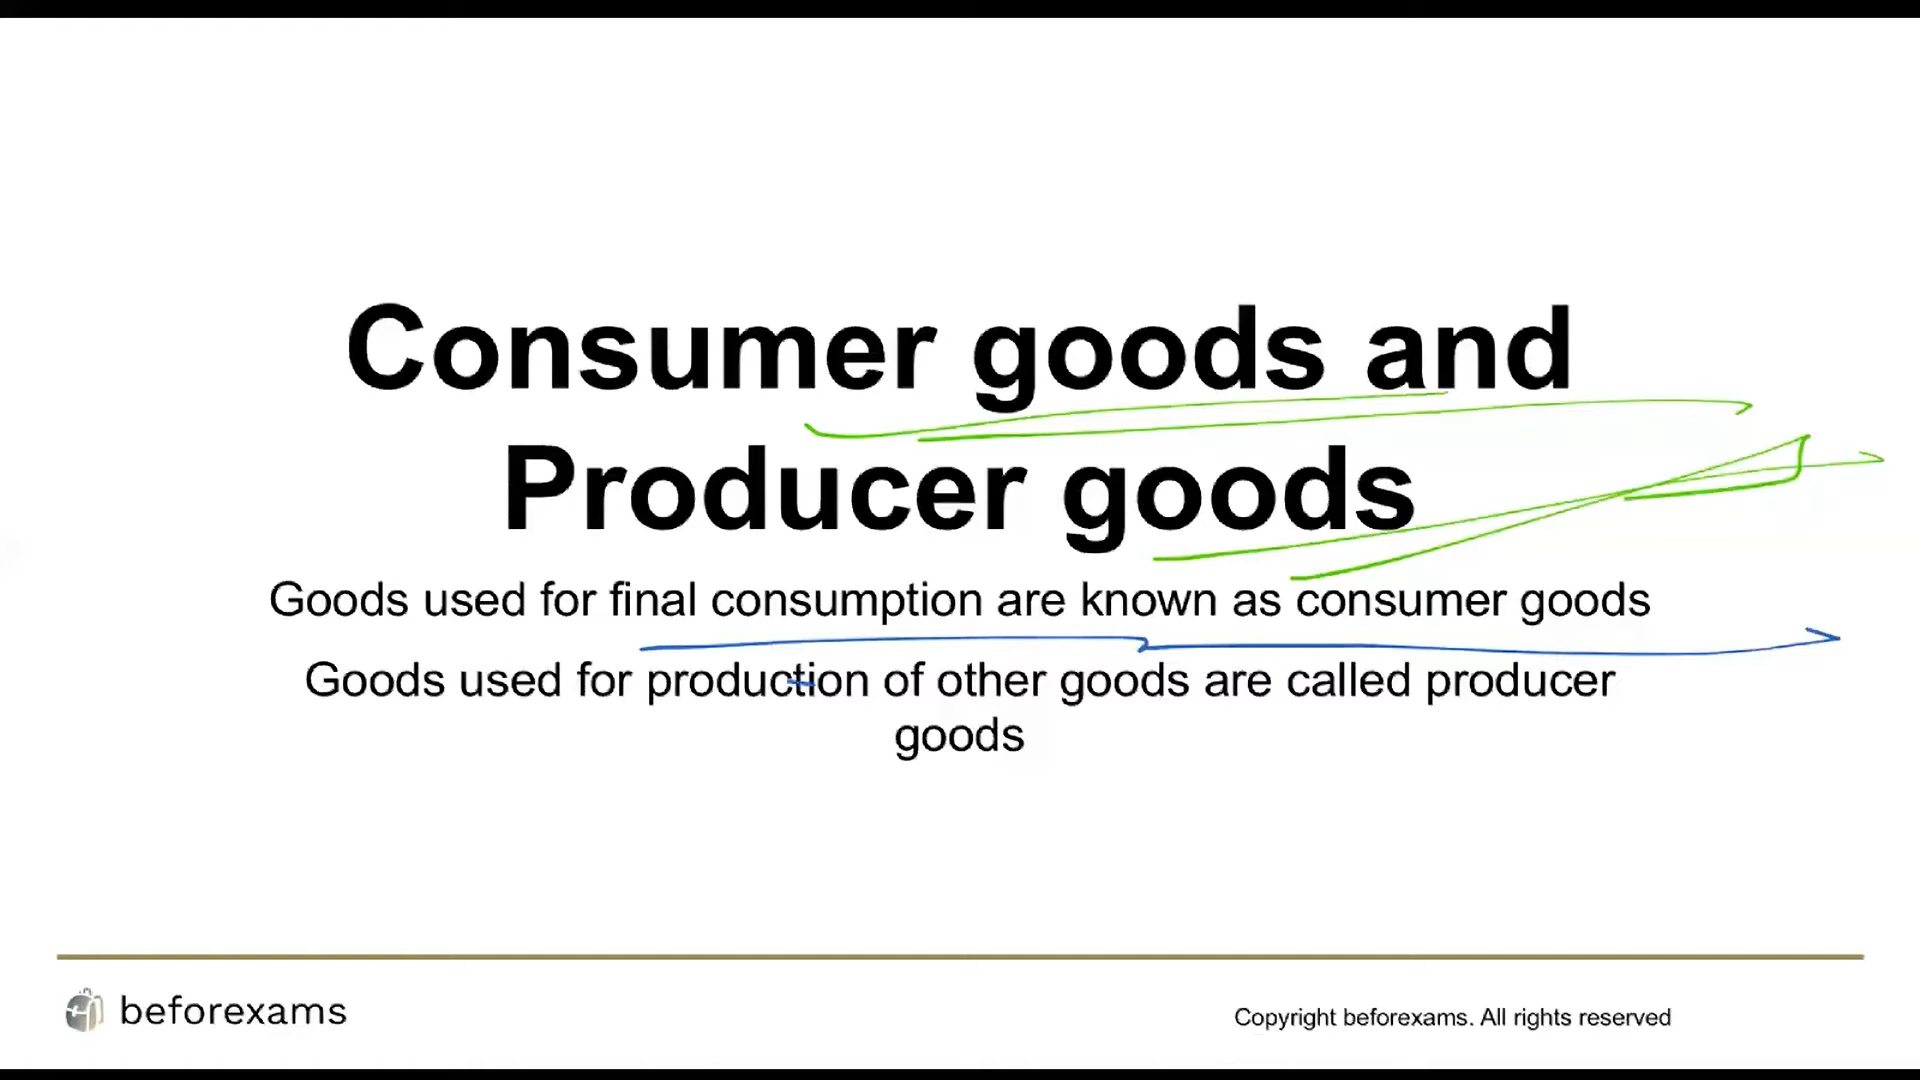 Consumer goods and
Producer goods
Goods used for final consumption are known as consumer goods
Goods used for production of other goods are called producer
goods
beforexams
Copyright beforexams. All rights reserved